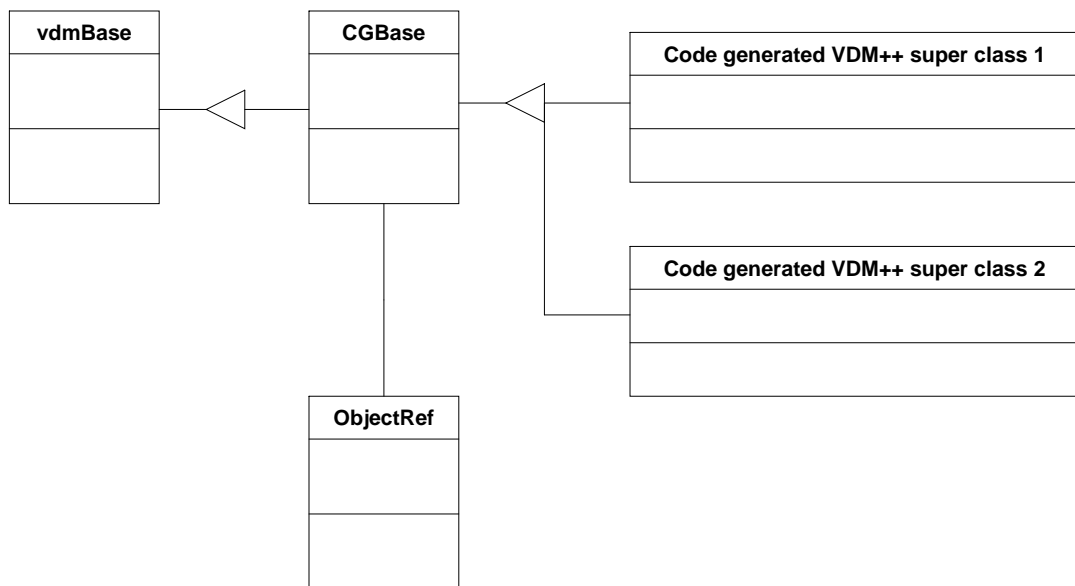 vdmBase
CGBase
Code generated VDM++ super class 1
Code generated VDM++ super class 2
ObjectRef